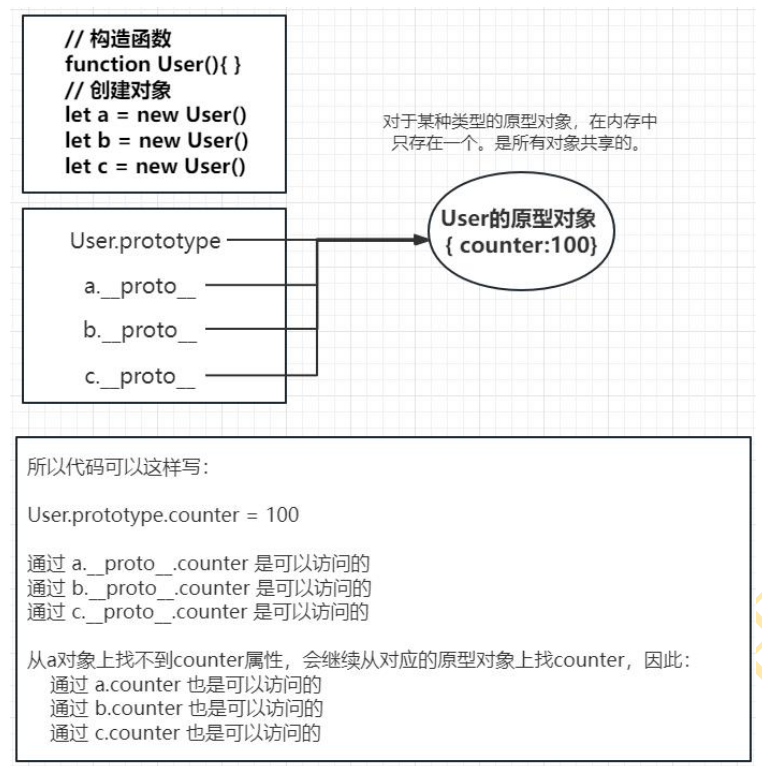 // 构造函数
function User(){ }
// 创建对象
let a = new User()
let b = new User()
let c = new User()
对于某种类型的原型对象，在内存中
只存在一个。是所有对象共享的。
User.prototype
a.__proto__
b.__proto__
c.__proto__
User的原型对象
{ counter:100}
所以代码可以这样写：
User.prototype.counter = 100
通过 a.__proto__.counter 是可以访问的
通过 b.__proto__.counter 是可以访问的
通过 c.__proto__.counter 是可以访问的
从a对象上找不到counter属性，会继续从对应的原型对象上找counter，因此：
通过 a.counter 也是可以访问的
通过 b.counter 也是可以访问的
通过 c.counter 也是可以访问的